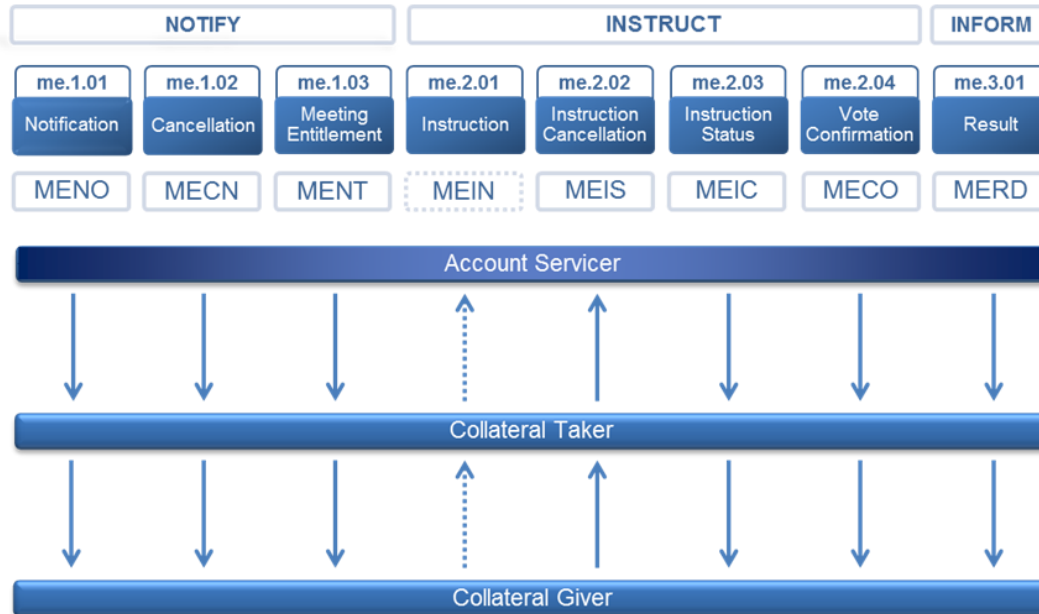 NOTIFY
INSTRUCT
INFORM
me.1.01
me.1.02
me.1.03
me.2.01
me.2.02
me.2.03
me.2.04
me.3.01
Notification
Cancellation
Meeting
Entitlement
Instruction
Instruction
Cancellation
Instruction
Status
Vote
Confirmation
Result
MENO
MECN
MENT
MEIN
MEIS
MEIC
MECO
MERD
Account Servicer
Collateral Taker
Collateral Giver